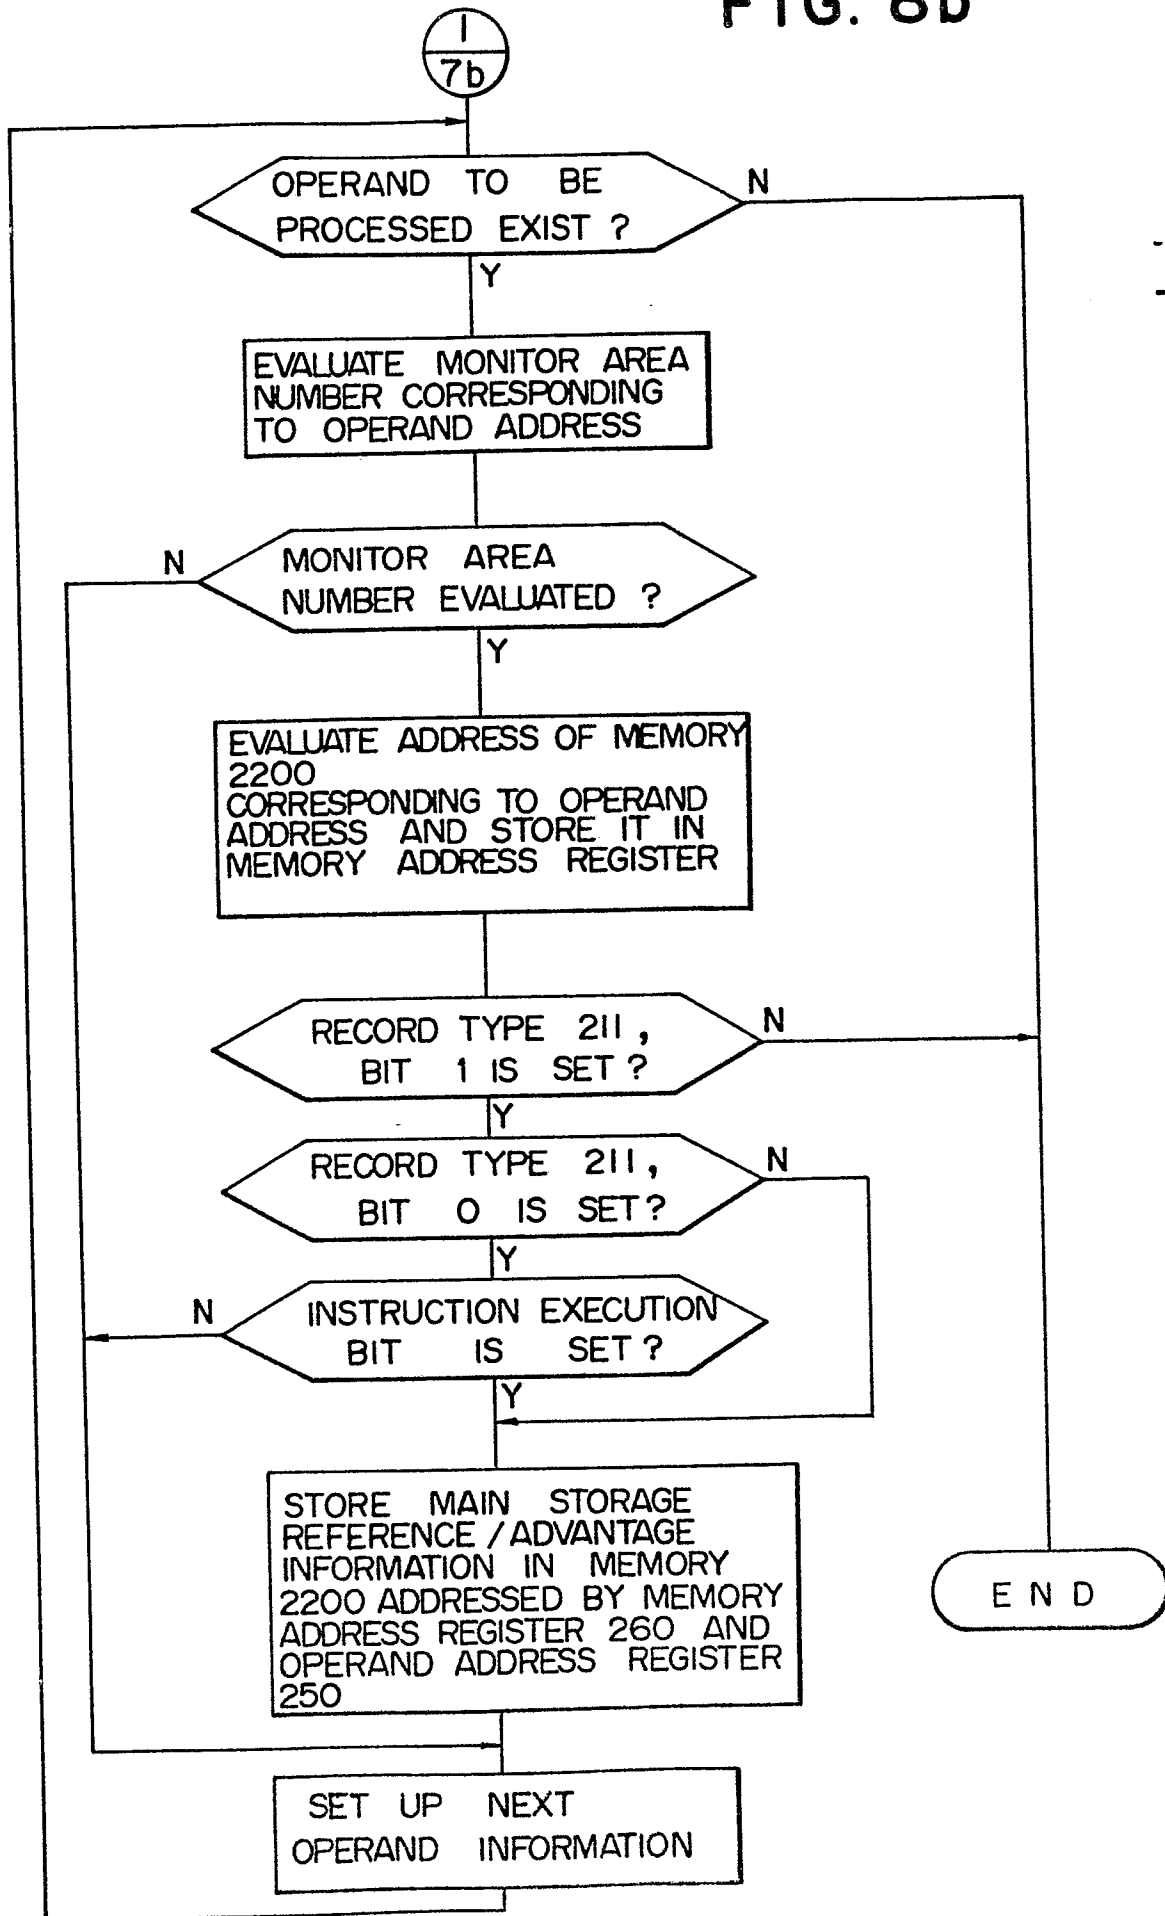 FIG. 8b
1
7b
OPERAND TO BE
PROCESSED EXIST ?
N
Y
EVALUATE MONITOR AREA
NUMBER CORRESPONDING
TO OPERAND ADDRESS
N
MONITOR AREA
NUMBER EVALUATED ?
Y
EVALUATE ADDRESS OF MEMORY
2200
CORRESPONDING TO OPERAND
ADDRESS AND STORE IT IN
MEMORY ADDRESS REGISTER
RECORD TYPE 211,
BIT 1 IS SET ?
N
Y
RECORD TYPE 211,
BIT 0 IS SET?
N
Y
N
INSTRUCTION EXECUTION
BIT IS SET ?
Y
STORE MAIN STORAGE
REFERENCE / ADVANTAGE
INFORMATION IN MEMORY
2200 ADDRESSED BY MEMORY
ADDRESS REGISTER 260 AND
OPERAND ADDRESS REGISTER
250
END
SET UP NEXT
OPERAND INFORMATION